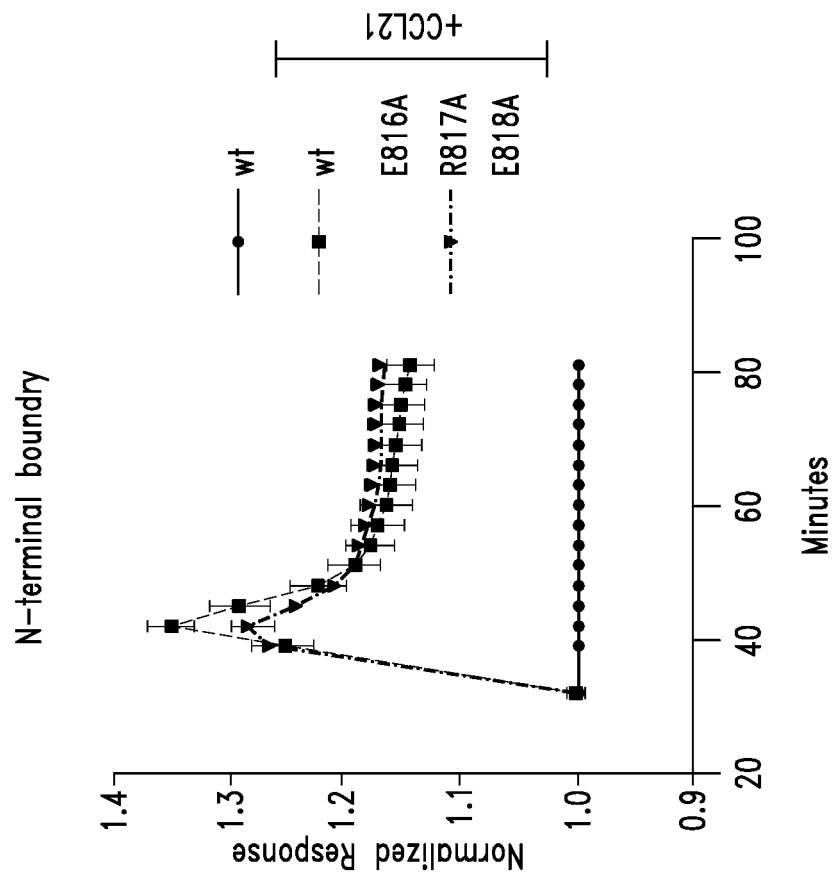 N-terminal boundry
Normalized Response
1.4
1.3
1.2
1.1
1.0
0.9
20
40
60
80
100
Minutes
wt
wt
E816A
R817A
E818A
+CCL21